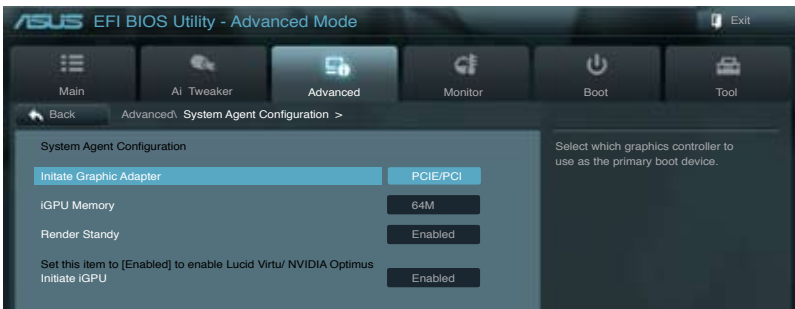 ASUS EFI BIOS Utility - Advanced Mode
Exit
Main
Ai Tweaker
Advanced
Monitor
Boot
Tool
Back
Advanced\ System Agent Configuration >
System Agent Configuration
Initate Graphic Adapter PCIE/PCI
iGPU Memory 64M
Render Standy Enabled
Set this item to [Enabled] to enable Lucid Virtu/ NVIDIA Optimus
Initiate iGPU Enabled
Select which graphics controller to
use as the primary boot device.